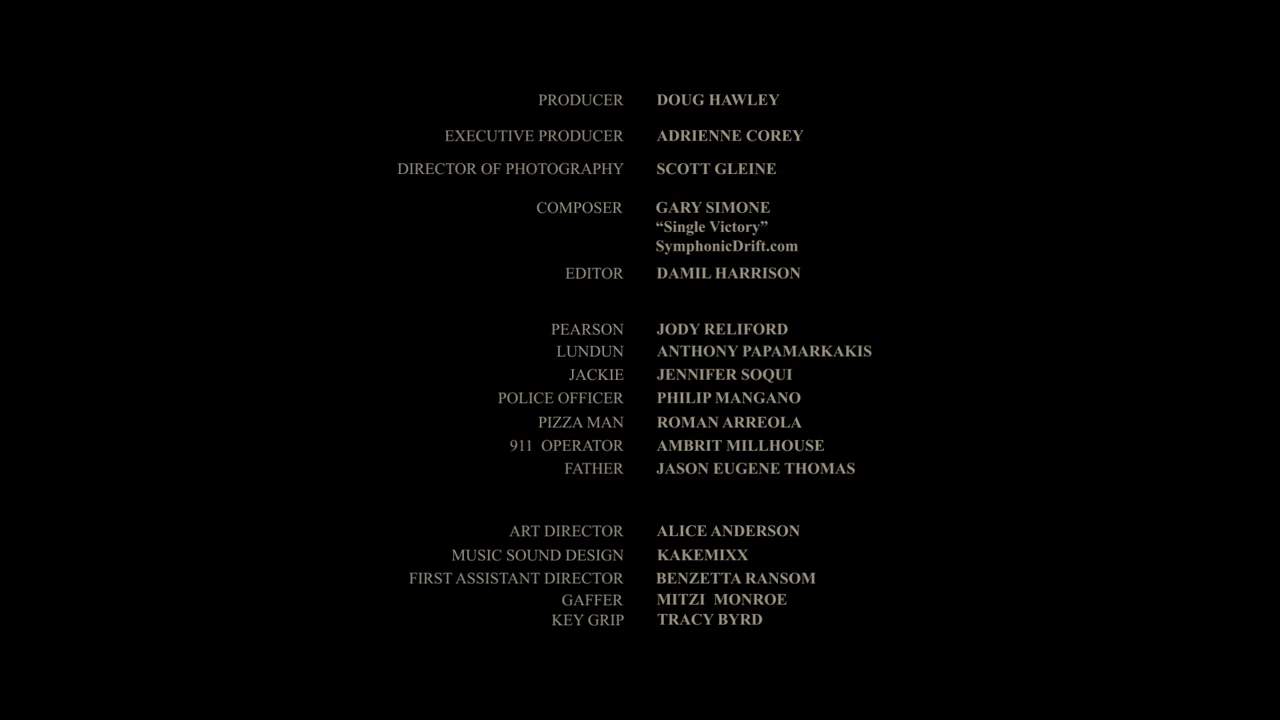 PRODUCER DOUG HAWLEY
EXECUTIVE PRODUCER ADRIENNE COREY
DIRECTOR OF PHOTOGRAPHY SCOTT GLEINE
COMPOSER GARY SIMONE
“Single Victory”
SymphonicDrift.com
EDITOR DAMIL HARRISON
PEARSON JODY RELIFORD
LUNDUN ANTHONY PAPAMARKAKIS
JACKIE JENNIFER SOQUI
POLICE OFFICER PHILIP MANGANO
PIZZA MAN ROMAN ARREOLA
911 OPERATOR AMBRIT MILLHOUSE
FATHER JASON EUGENE THOMAS
ART DIRECTOR ALICE ANDERSON
MUSIC SOUND DESIGN KAKEMIXX
FIRST ASSISTANT DIRECTOR BENZETTA RANSOM
GAFFER MITZI MONROE
KEY GRIP TRACY BYRD